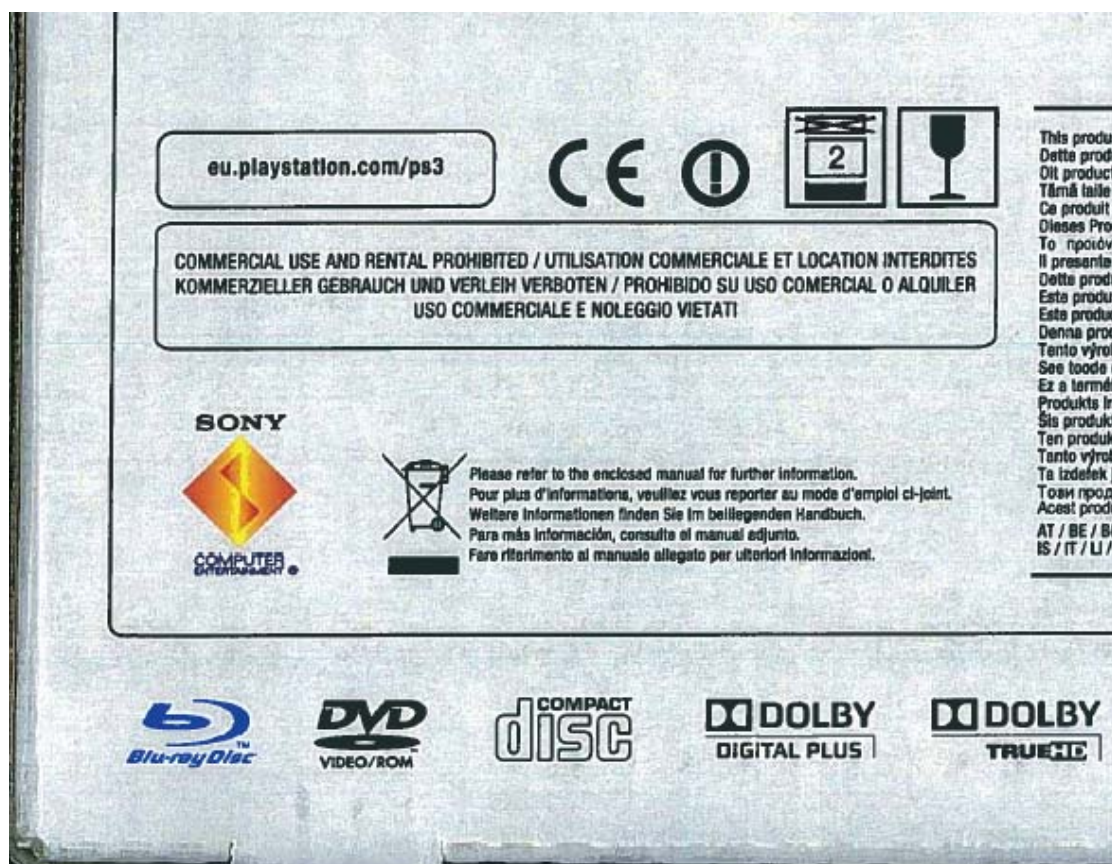 eu.playstation.com/ps3
CE
2
COMMERCIAL USE AND RENTAL PROHIBITED / UTILISATION COMMERCIALE ET LOCATION INTERDITES
KOMMERZIELLER GEBRAUCH UND VERLEIH VERBOTEN / PROHIBIDO SU USO COMERCIAL O ALQUILER
USO COMMERCIALE E NOLEGGIO VIETATI
SONY
COMPUTER
ENTERTAINMENT ®
Please refer to the enclosed manual for further information.
Pour plus d'informations, veuillez vous reporter au mode d'emploi ci-joint.
Weitere Informationen finden Sie im beiliegenden Handbuch.
Para más información, consulte el manual adjunto.
Fare riferimento al manuale allegato per ulteriori informazioni.
This produ
Dette prod
Dit product
Tämä laite
Ce produit
Dieses Pro
Το προϊόν
Il presente
Dette prod
Este produ
Este produc
Denna prod
Tento výro
See toode
Ez a termé
Produkts
Šis produk
Ten produk
Tento výro
Ta izdelek
Този прод
Acest prod
AT / BE / B
IS / IT / LI /
Blu-ray Disc™
DVD
VIDEO/ROM
COMPACT
disc
DOLBY
DIGITAL PLUS
DOLBY
TRUEHD